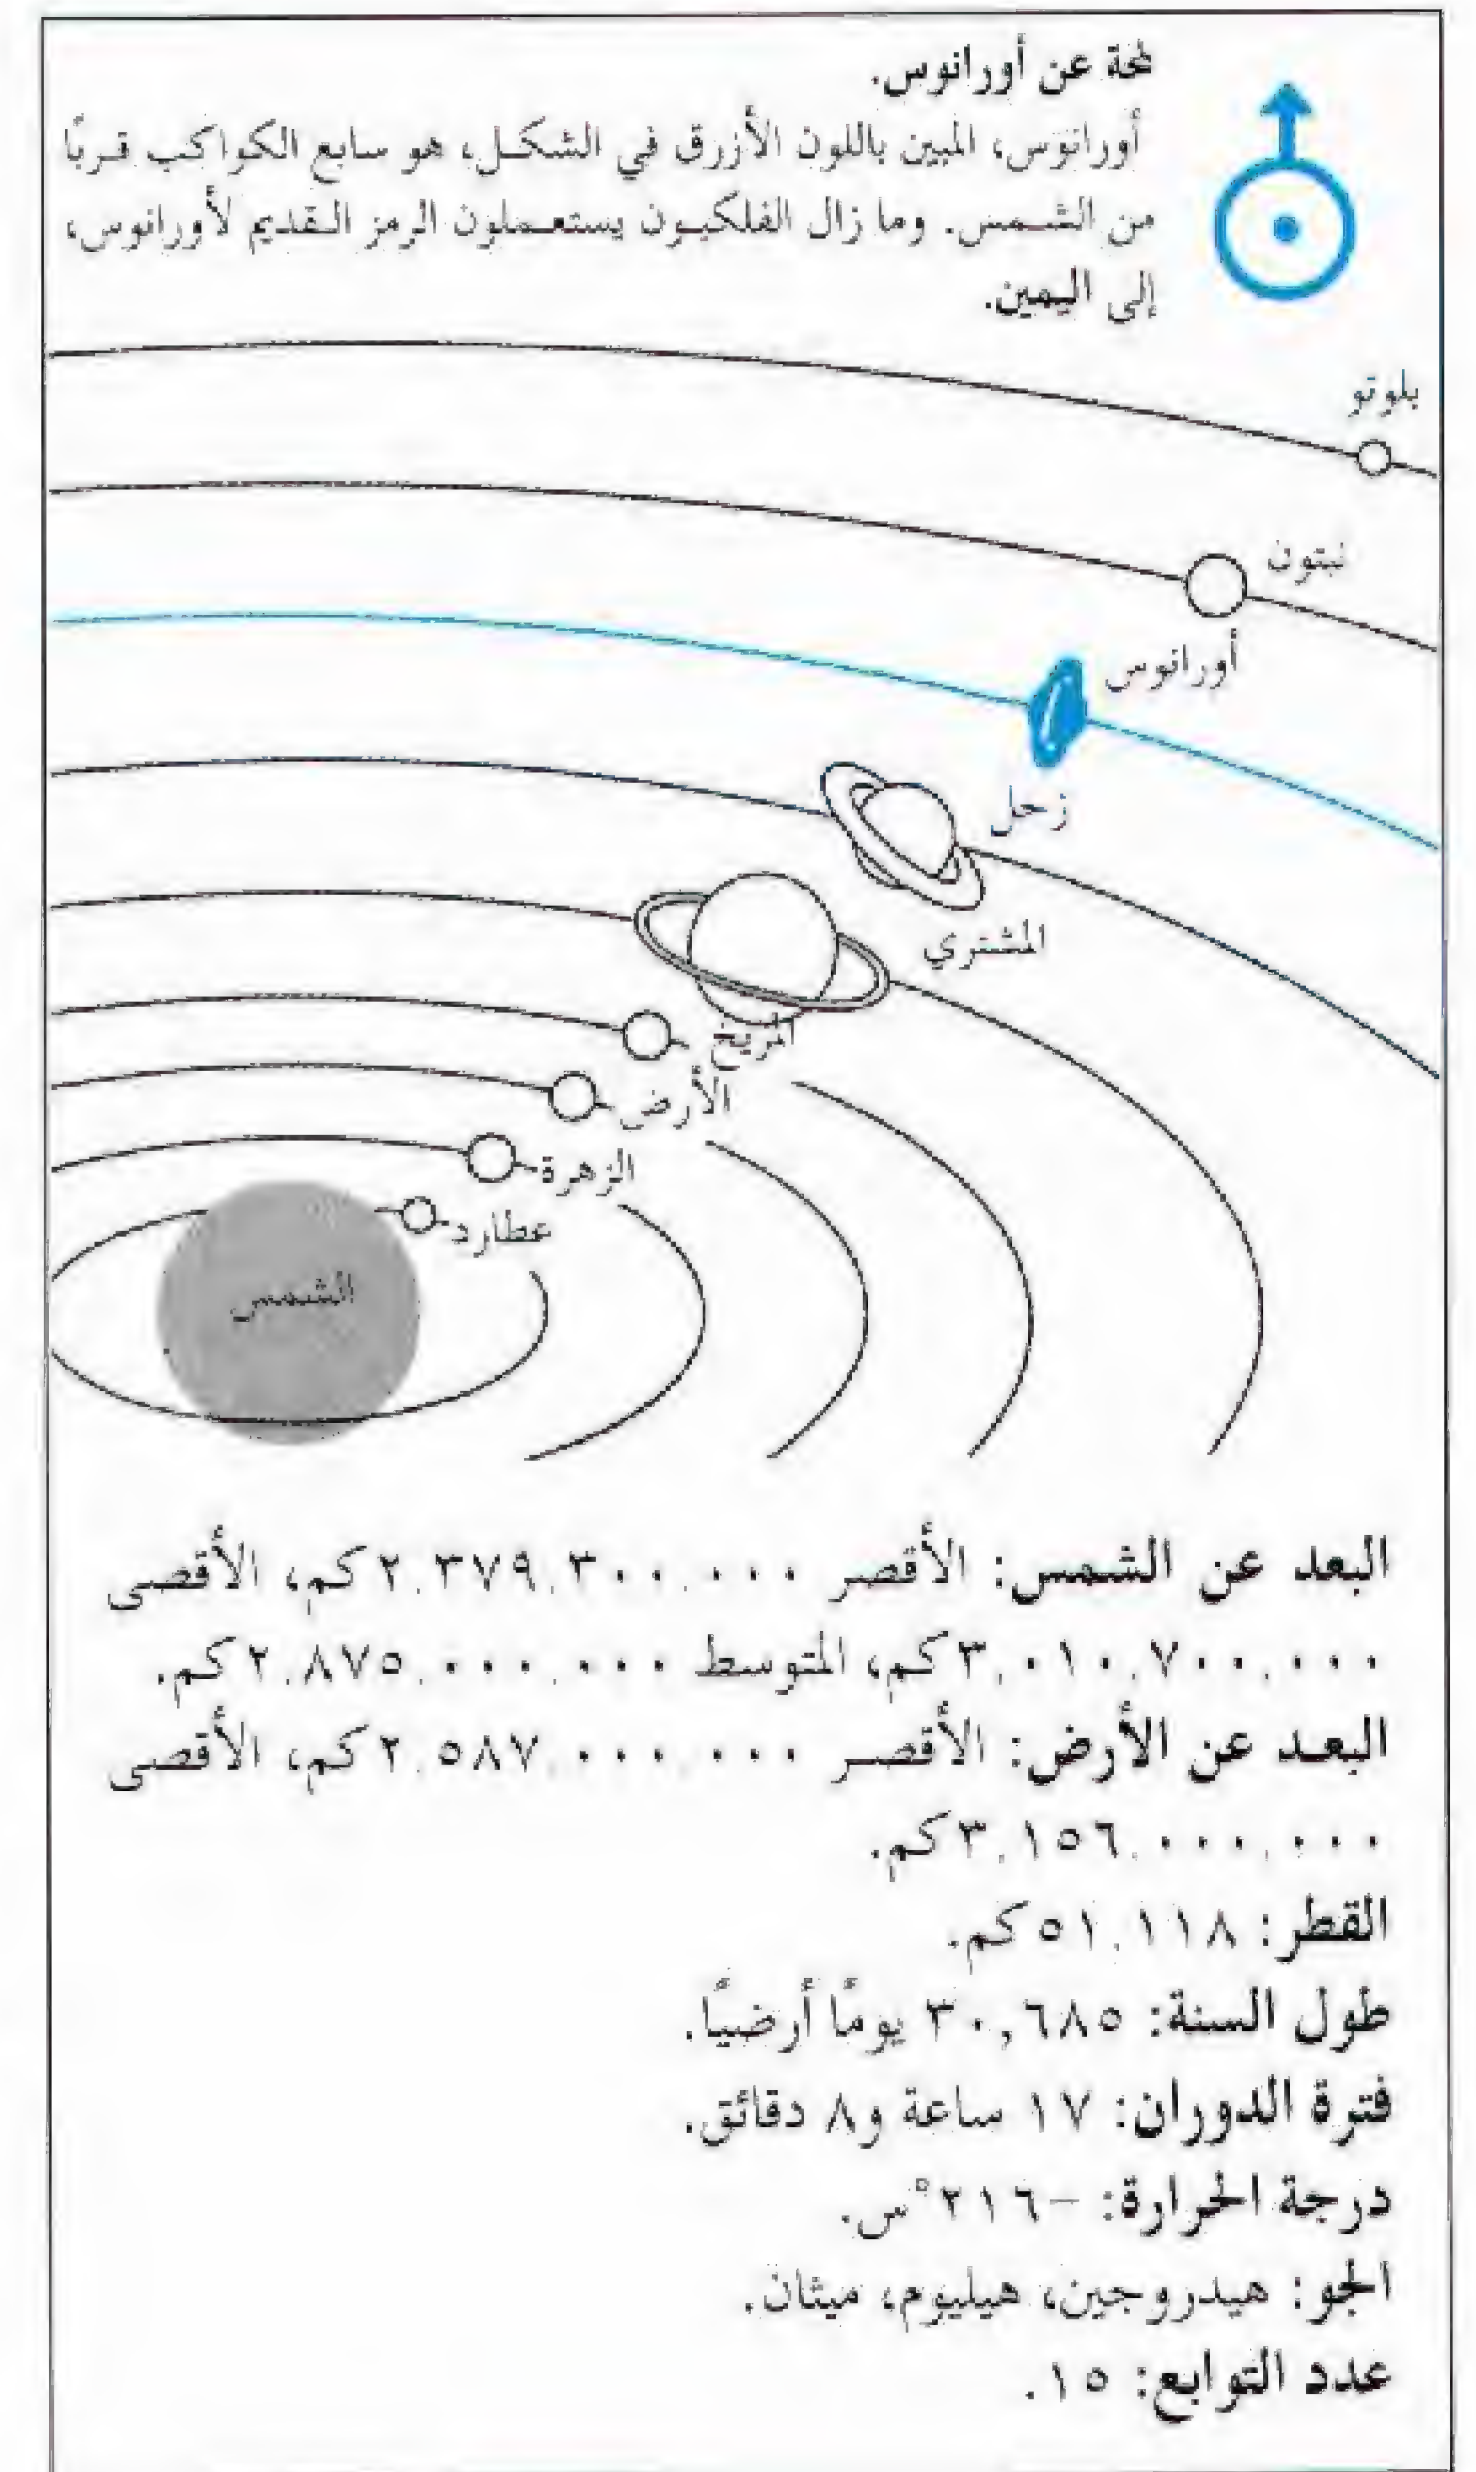 لمحة عن أورانوس.
أورانوس، المبين باللون الأزرق في الشكل، هو سابع الكواكب قربًا
من الشمس. وما زال الفلكيون يستعملون الرمز القديم لأورانوس،
إلى اليمين.
بلوتو
نبتون
أورانوس
زحل
المشتري
المريخ
الأرض
الزهرة
عطارد
الشمس
البعد عن الشمس: الأقصر ٢,٣٧٩,٣٠٠,٠٠٠ كم، الأقصى
٣,٠١٠,٧٠٠,٠٠٠ كم، المتوسط ٢,٨٧٥,٠٠٠,٠٠٠ كم.
البعد عن الأرض: الأقصر ٢,٥٨٧,٠٠٠,٠٠٠ كم، الأقصى
٣,١٥٦,٠٠٠,٠٠٠ كم.
القطر: ٥١,١١٨ كم.
طول السنة: ٣٠,٦٨٥ يومًا أرضيًا.
فترة الدوران: ١٧ ساعة و٨ دقائق.
درجة الحرارة: -٢١٦°س.
الجو: هيدروجين، هيليوم، ميثان.
عدد التوابع: ١٥.